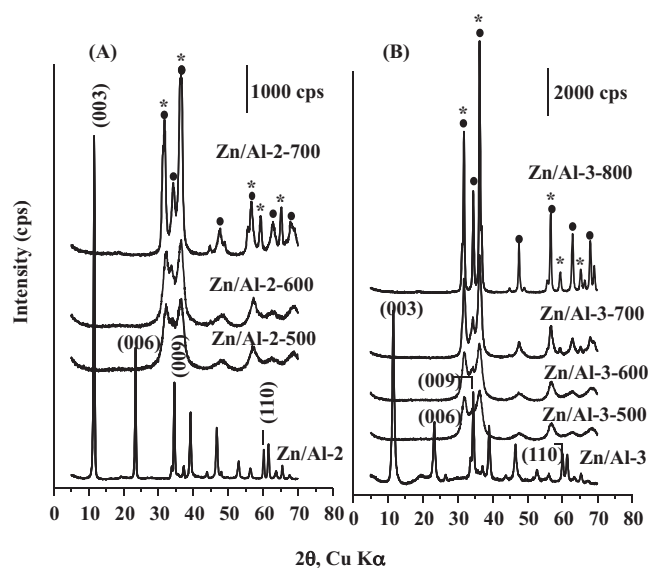 (A)
(B)
1000 cps
2000 cps
(003)
* * 
Zn/Al-2-700
* * *
Zn/Al-2-600
Zn/Al-2-500
(006)
(009)
(110)
Zn/Al-2
* *
Zn/Al-3-800
* * *
(003)
Zn/Al-3-700
(009)
Zn/Al-3-600
(006)
Zn/Al-3-500
(110)
Zn/Al-3
Intensity (cps)
0 10 20 30 40 50 60 70 80
0 10 20 30 40 50 60 70 80
2θ, Cu Kα